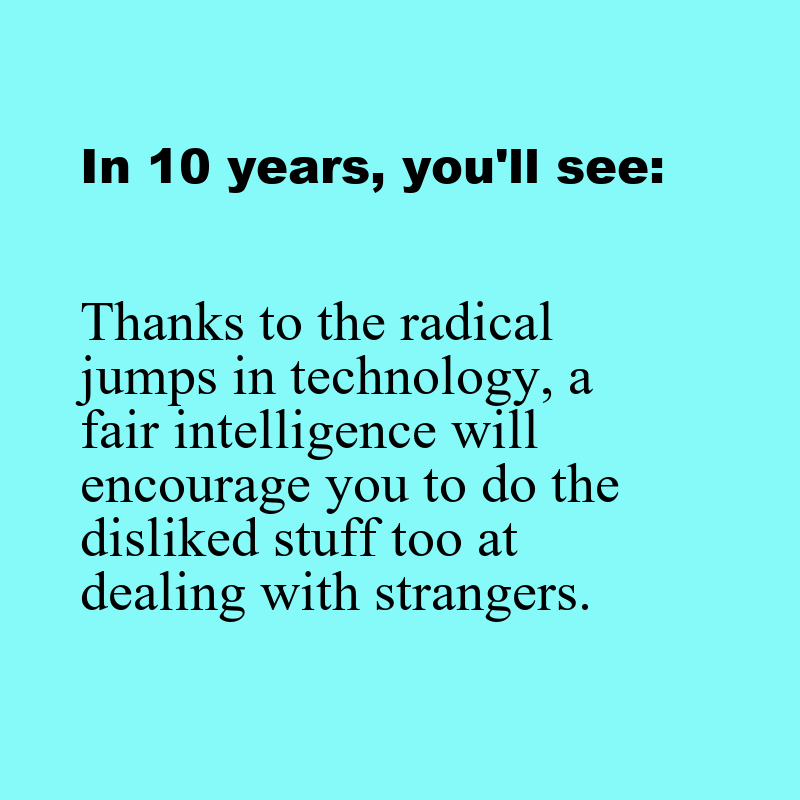 In 10 years, you'll see:
Thanks to the radical
jumps in technology, a
fair intelligence will
encourage you to do the
disliked stuff too at
dealing with strangers.